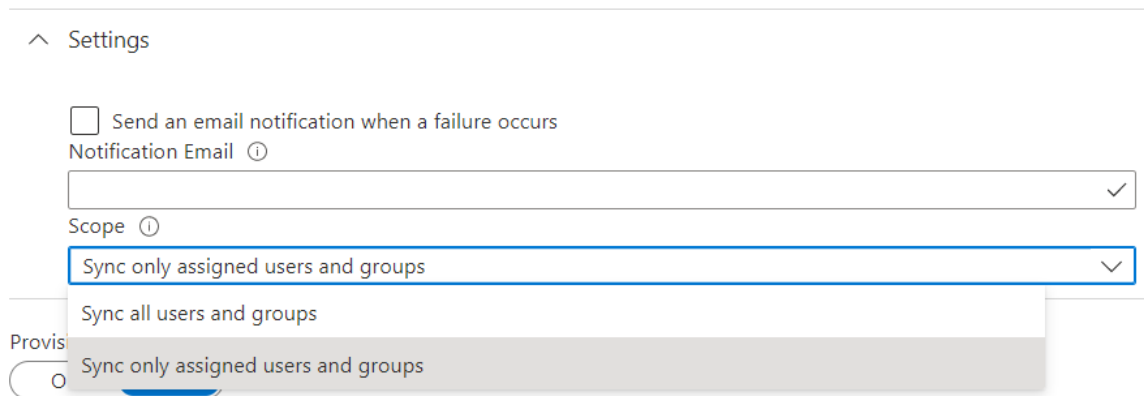 Settings
Send an email notification when a failure occurs
Notification Email
Scope
Sync only assigned users and groups
Sync all users and groups
Sync only assigned users and groups